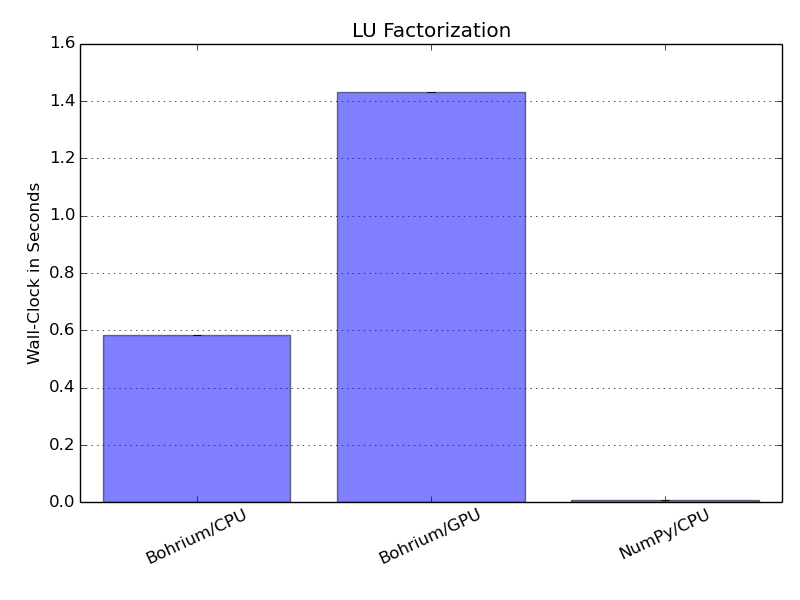 LU Factorization
Wall-Clock in Seconds
1.6
1.4
1.2
1.0
0.8
0.6
0.4
0.2
0.0
Bohrium/CPU
Bohrium/GPU
NumPy/CPU